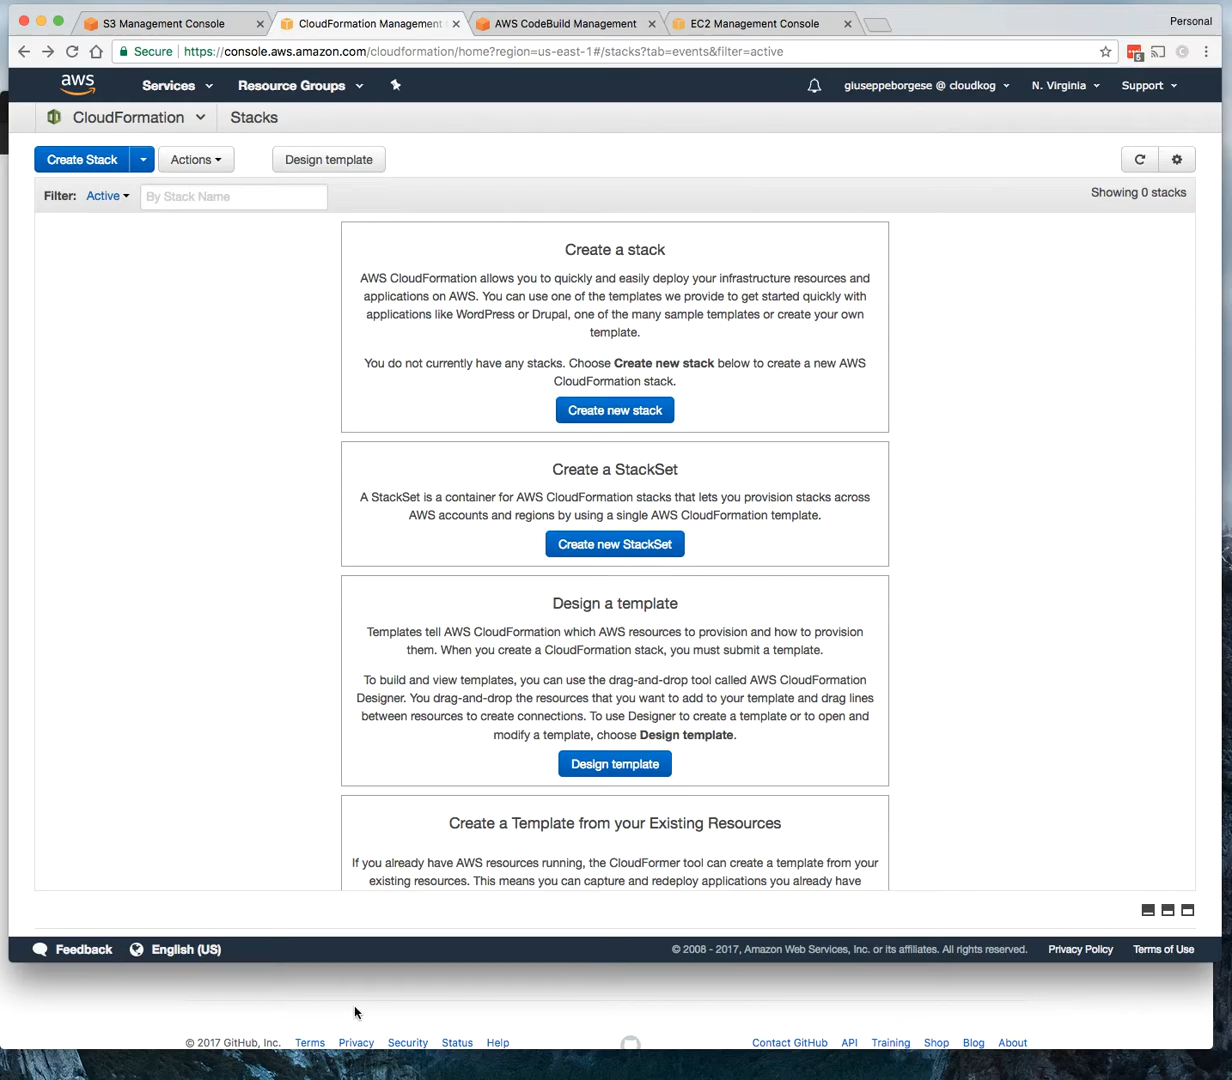 S3 Management Console
CloudFormation Management
AWS CodeBuild Management
EC2 Management Console
Personal
Secure
https://console.aws.amazon.com/cloudformation/home?region=us-east-1#/stacks?tab=events&filter=active
5
aws
Services
Resource Groups
giuseppeborgese @ cloudkog
N. Virginia
Support
CloudFormation
Stacks
Create Stack
Actions
Design template
Filter: Active
By Stack Name
Showing 0 stacks
Create a stack
AWS CloudFormation allows you to quickly and easily deploy your infrastructure resources and
applications on AWS. You can use one of the templates we provide to get started quickly with
applications like WordPress or Drupal, one of the many sample templates or create your own
template.
You do not currently have any stacks. Choose Create new stack below to create a new AWS
CloudFormation stack.
Create new stack
Create a StackSet
A StackSet is a container for AWS CloudFormation stacks that lets you provision stacks across
AWS accounts and regions by using a single AWS CloudFormation template.
Create new StackSet
Design a template
Templates tell AWS CloudFormation which AWS resources to provision and how to provision
them. When you create a CloudFormation stack, you must submit a template.
To build and view templates, you can use the drag-and-drop tool called AWS CloudFormation
Designer. You drag-and-drop the resources that you want to add to your template and drag lines
between resources to create connections. To use Designer to create a template or to open and
modify a template, choose Design template.
Design template
Create a Template from your Existing Resources
If you already have AWS resources running, the CloudFormer tool can create a template from your
existing resources. This means you can capture and redeploy applications you already have
Feedback
English (US)
© 2008 - 2017, Amazon Web Services, Inc. or its affiliates. All rights reserved.
Privacy Policy
Terms of Use
© 2017 GitHub, Inc.
Terms
Privacy
Security
Status
Help
Contact GitHub
API
Training
Shop
Blog
About